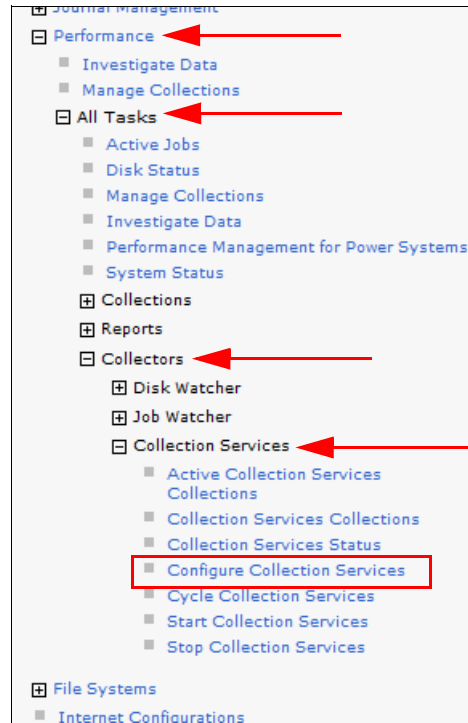 Journal Management
Performance
Investigate Data
Manage Collections
All Tasks
Active Jobs
Disk Status
Manage Collections
Investigate Data
Performance Management for Power Systems
System Status
Collections
Reports
Collectors
Disk Watcher
Job Watcher
Collection Services
Active Collection Services
Collections
Collection Services Collections
Collection Services Status
Configure Collection Services
Cycle Collection Services
Start Collection Services
Stop Collection Services
File Systems
Internet Configurations